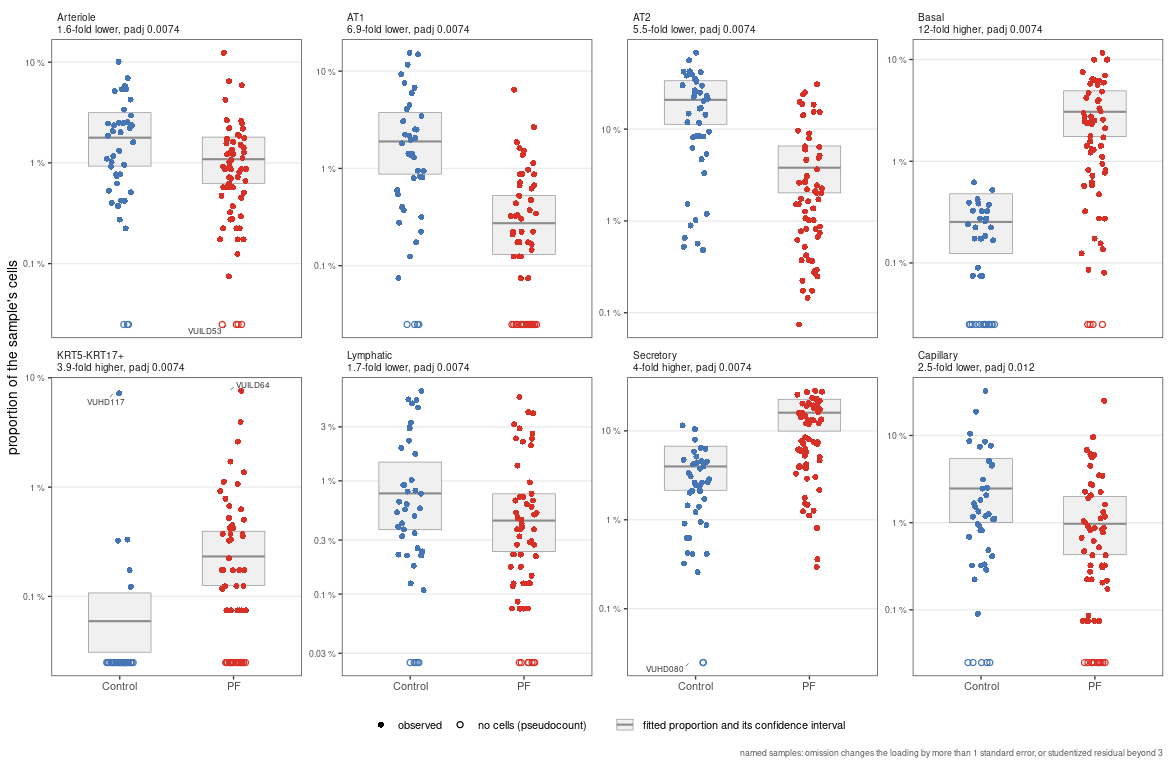 proportion of the sample's cells
Arteriole
1.6-fold lower, padj 0.0074
10 %
1 %
0.1 %
VUILD53
AT1
6.9-fold lower, padj 0.0074
10 %
1 %
0.1 %
AT2
5.5-fold lower, padj 0.0074
10 %
1 %
0.1 %
Basal
12-fold higher, padj 0.0074
10 %
1 %
0.1 %
KRT5-KRT17+
3.9-fold higher, padj 0.0074
10 %
1 %
0.1 %
VUHD117
VUILD64
Control
PF
Lymphatic
1.7-fold lower, padj 0.0074
3 %
1 %
0.3 %
0.1 %
0.03 %
Control
PF
Secretory
4-fold higher, padj 0.0074
10 %
1 %
0.1 %
VUHD080
Control
PF
Capillary
2.5-fold lower, padj 0.012
10 %
1 %
0.1 %
Control
PF
observed
no cells (pseudocount)
fitted proportion and its confidence interval
named samples: omission changes the loading by more than 1 standard error, or studentized residual beyond 3